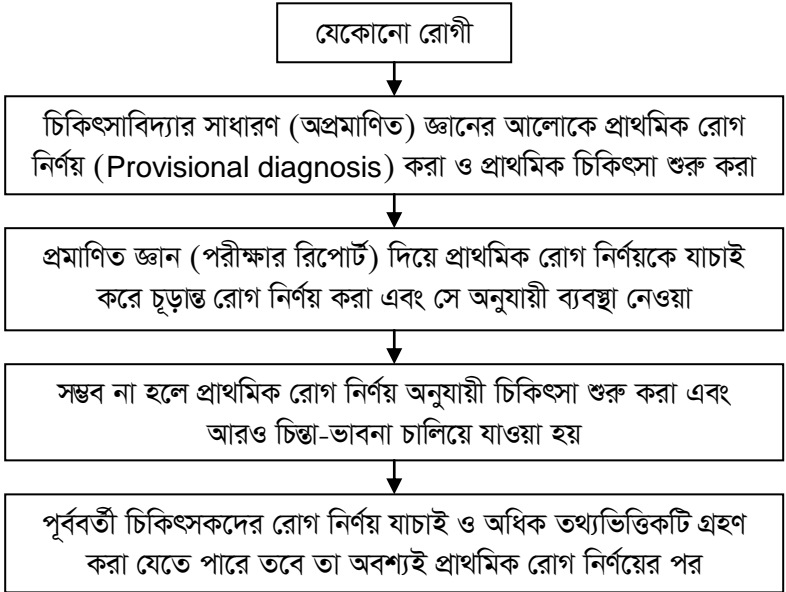 যেকোনো রোগী
চিকিৎসাবিদ্যার সাধারণ (অপ্রমাণিত) জ্ঞানের আলোকে প্রাথমিক রোগ
নির্ণয় (Provisional diagnosis) করা ও প্রাথমিক চিকিৎসা শুরু করা
প্রমাণিত জ্ঞান (পরীক্ষার রিপোর্ট) দিয়ে প্রাথমিক রোগ নির্ণয়কে যাচাই
করে চূড়ান্ত রোগ নির্ণয় করা এবং সে অনুযায়ী ব্যবস্থা নেওয়া
সম্ভব না হলে প্রাথমিক রোগ নির্ণয় অনুযায়ী চিকিৎসা শুরু করা এবং
আরও চিন্তা-ভাবনা চালিয়ে যাওয়া হয়
পূর্ববর্তী চিকিৎসকদের রোগ নির্ণয় যাচাই ও অধিক তথ্যভিত্তিকটি গ্রহণ
করা যেতে পারে তবে তা অবশ্যই প্রাথমিক রোগ নির্ণয়ের পর